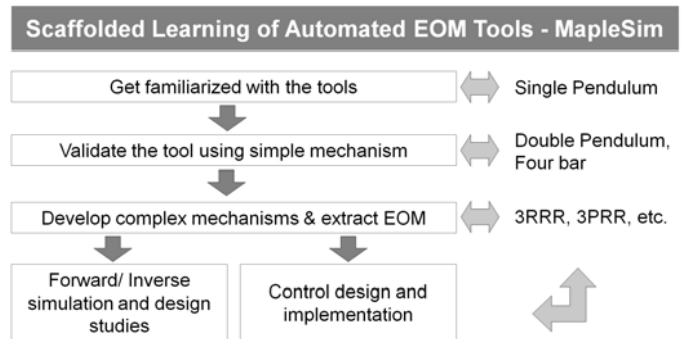 Scaffolded Learning of Automated EOM Tools - MapleSim
Get familiarized with the tools
Single Pendulum
Validate the tool using simple mechanism
Double Pendulum,
Four bar
Develop complex mechanisms & extract EOM
3RRR, 3PRR, etc.
Forward/ Inverse
simulation and design
studies
Control design and
implementation